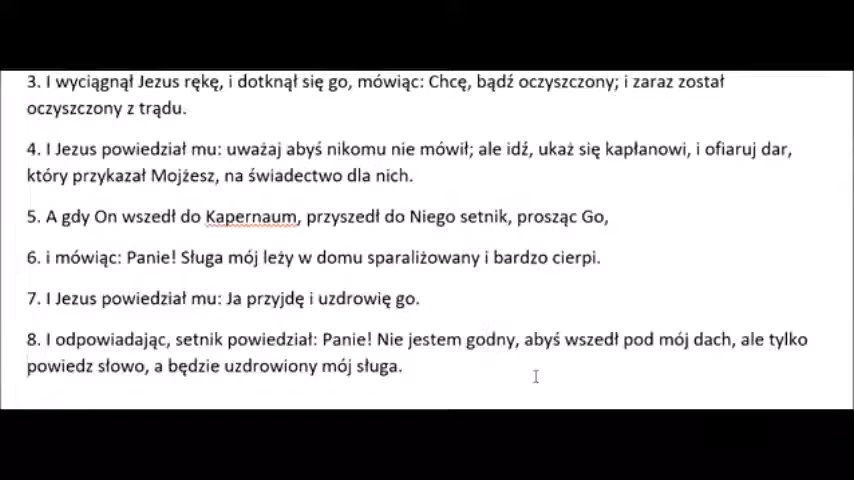 3. I wyciągnął Jezus rękę, i dotknął się go, mówiąc: Chcę, bądź oczyszczony; i zaraz został
oczyszczony z trądu.
4. I Jezus powiedział mu: uważaj abyś nikomu nie mówił; ale idź, ukaż się kapłanowi, i ofiaruj dar,
który przykazał Mojżesz, na świadectwo dla nich.
5. A gdy On wszedł do Kapernaum, przyszedł do Niego setnik, prosząc Go,
6. i mówiąc: Panie! Sługa mój leży w domu sparaliżowany i bardzo cierpi.
7. I Jezus powiedział mu: Ja przyjdę i uzdrowię go.
8. I odpowiadając, setnik powiedział: Panie! Nie jestem godny, abyś wszedł pod mój dach, ale tylko
powiedz słowo, a będzie uzdrowiony mój sługa.